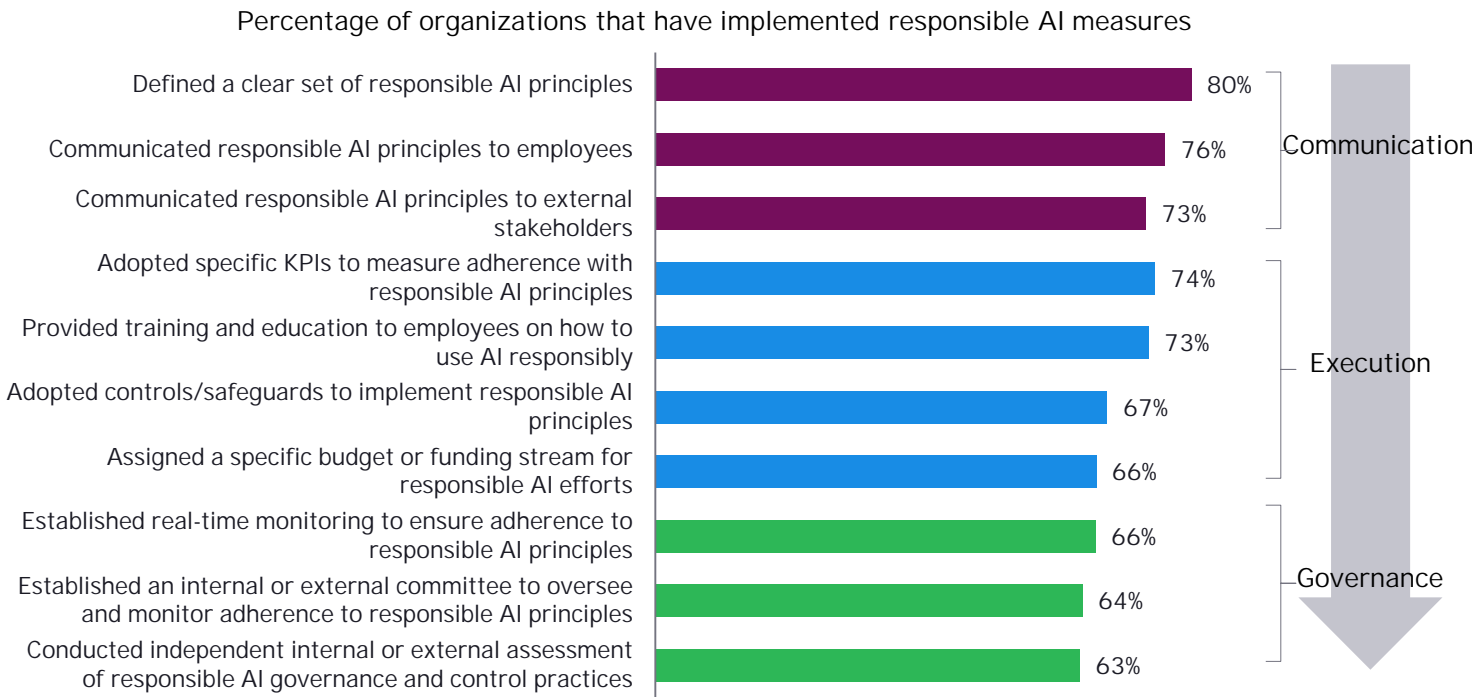 Percentage of organizations that have implemented responsible AI measures
Defined a clear set of responsible AI principles
80%
Communicated responsible AI principles to employees
76%
Communicated responsible AI principles to external
stakeholders
73%
Communication
Adopted specific KPIs to measure adherence with
responsible AI principles
74%
Provided training and education to employees on how to
use AI responsibly
73%
Adopted controls/safeguards to implement responsible AI
principles
67%
Assigned a specific budget or funding stream for
responsible AI efforts
66%
Execution
Established real-time monitoring to ensure adherence to
responsible AI principles
66%
Established an internal or external committee to oversee
and monitor adherence to responsible AI principles
64%
Conducted independent internal or external assessment
of responsible AI governance and control practices
63%
Governance